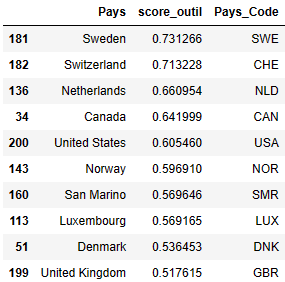 Pays score_outil Pays_Code
181 Sweden 0.731266 SWE
182 Switzerland 0.713228 CHE
136 Netherlands 0.660954 NLD
34 Canada 0.641999 CAN
200 United States 0.605460 USA
143 Norway 0.596910 NOR
160 San Marino 0.569646 SMR
113 Luxembourg 0.569165 LUX
51 Denmark 0.536453 DNK
199 United Kingdom 0.517615 GBR